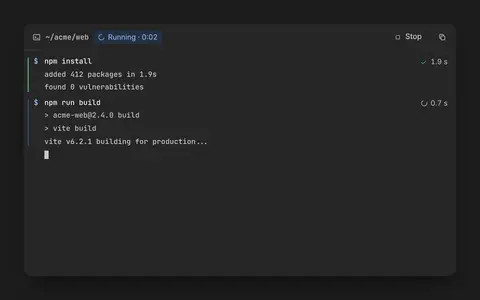 ~/acme/web Running · 0:02 Stop
$ npm install 1.9 s
added 412 packages in 1.9s
found 0 vulnerabilities
$ npm run build 0.7 s
> acme-web@2.4.0 build
> vite build
vite v6.2.1 building for production...